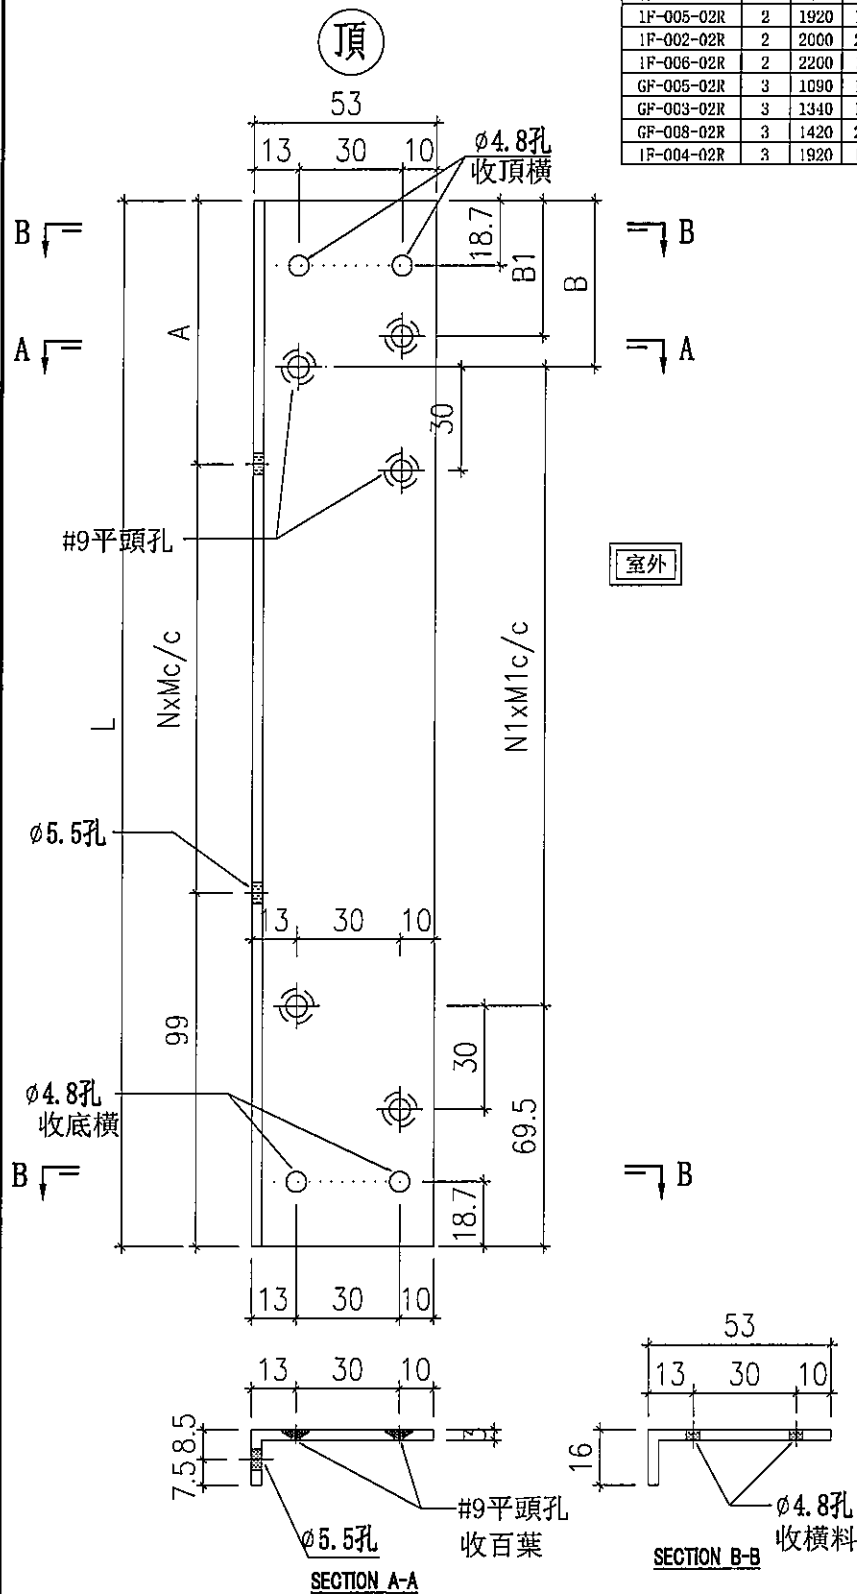 1F-005-02R 2 1920
1F-002-02R 2 2000
1F-006-02R 2 2200
GF-005-02R 3 1090
GF-003-02R 3 1340
GF-008-02R 3 1420
1F-004-02R 3 1920
頂
53
13 30 10
ø4.8孔
收頂橫
B B
18.7
B1
B
A
A A
30
#9平頭孔
室外
NxMc/c
N1xM1c/c
L
ø5.5孔
13 30 10
99
30
69.5
ø4.8孔
收底橫
B B
18.7
13 30 10
53
13 30 10
13 30 10
8.5
7.5
3
16
#9平頭孔
收百葉
ø5.5孔
ø4.8孔
收橫料
SECTION A-A
SECTION B-B